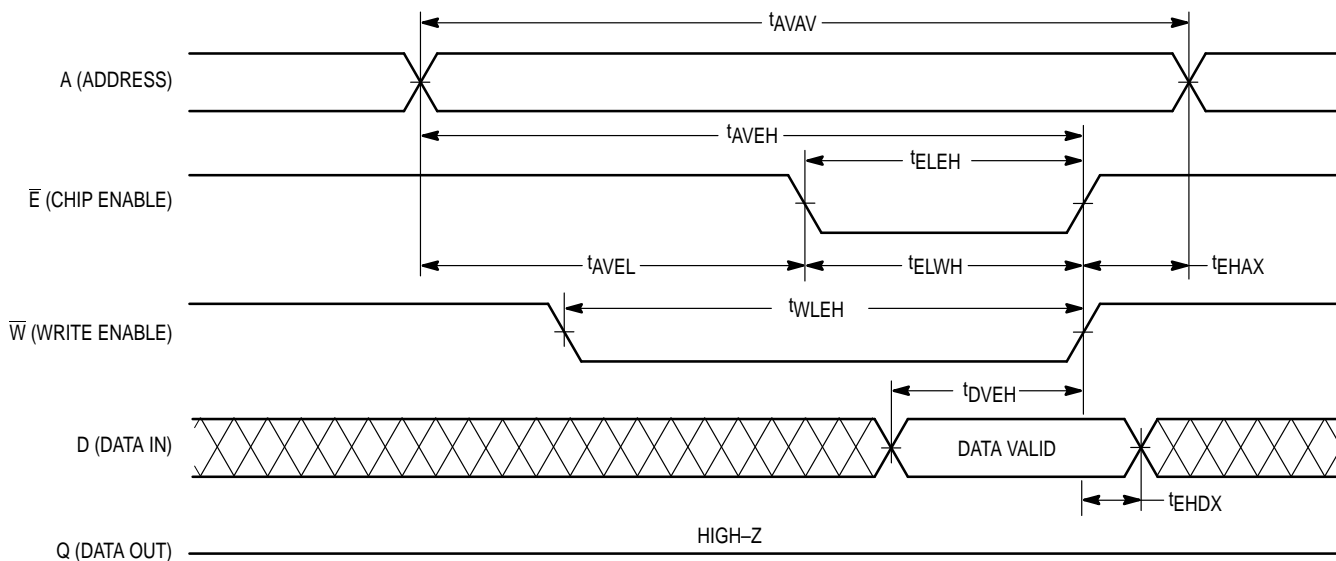 tAVAV
A (ADDRESS)
tAVEH
tELEH
E̅ (CHIP ENABLE)
tAVEL
tELWH
tEHAX
tWLEH
W̅ (WRITE ENABLE)
tDVEH
D (DATA IN)
DATA VALID
tEHDX
HIGH–Z
Q (DATA OUT)